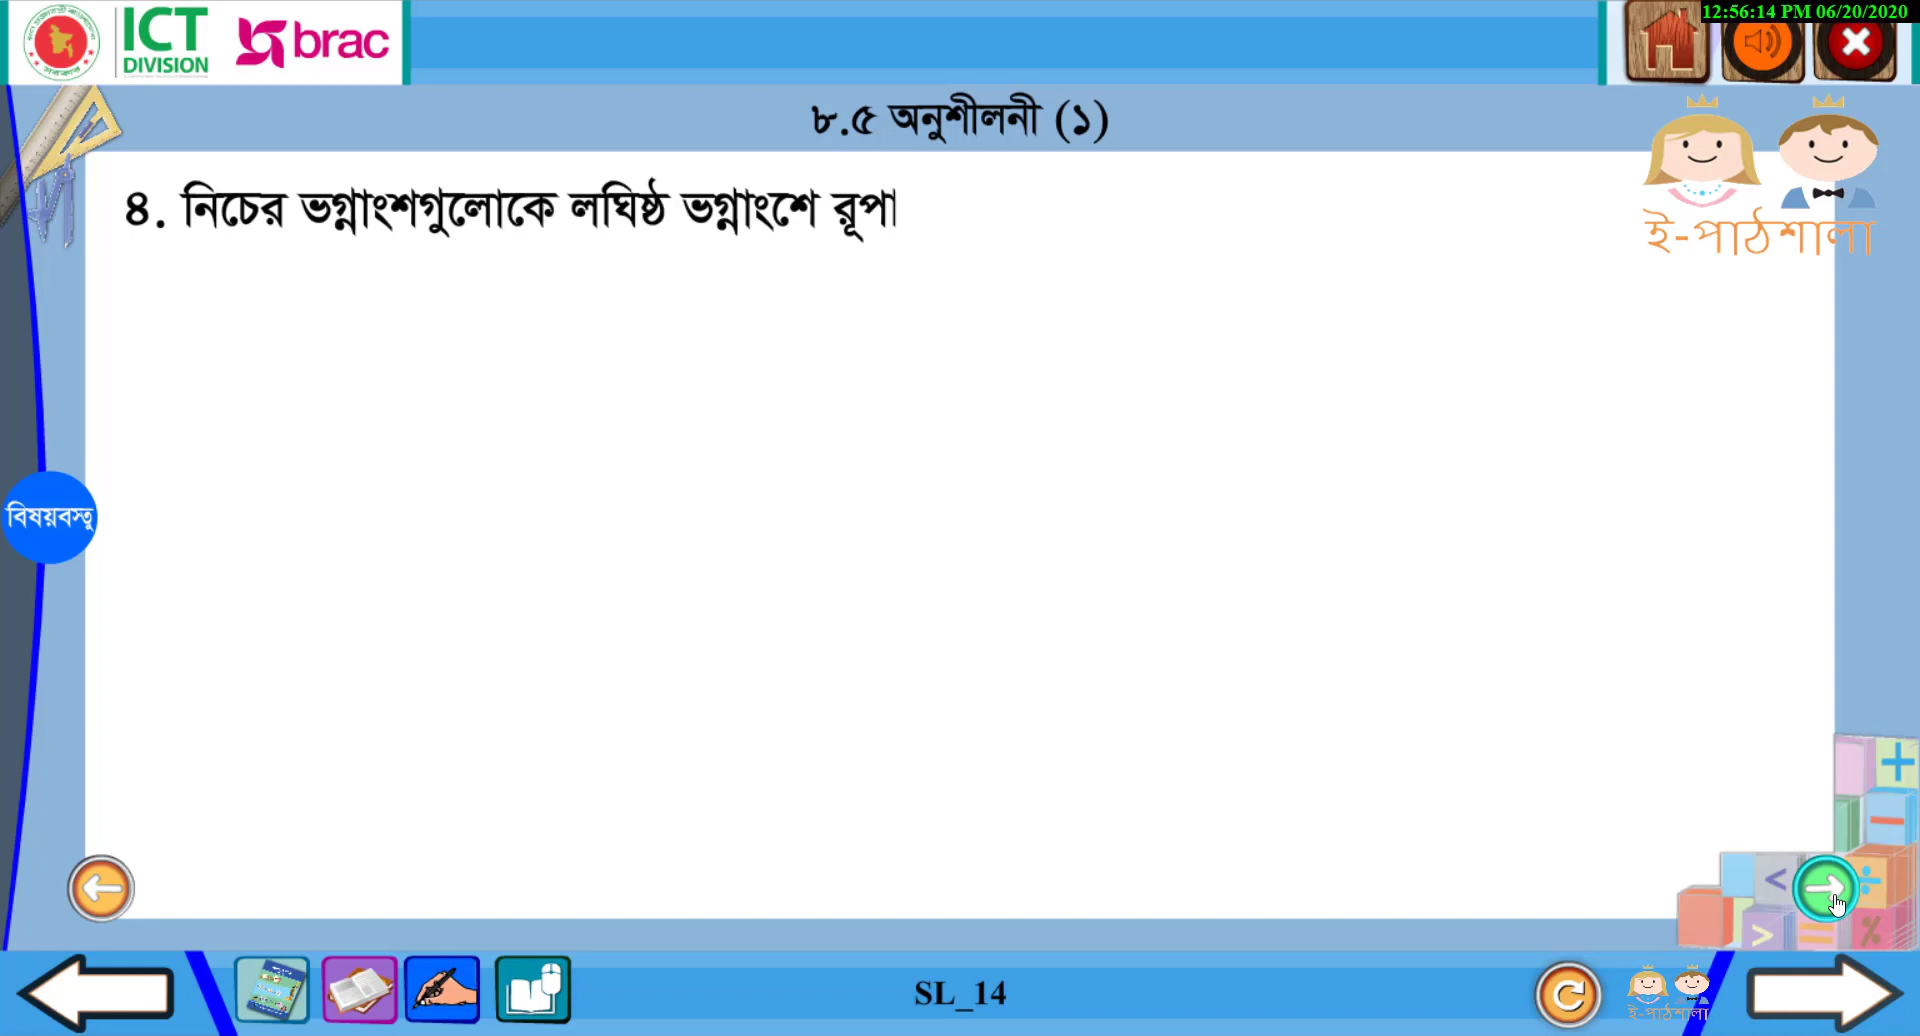 12:56:14 PM 06/20/2020
ICT
DIVISION
brac
৮.৫ অনুশীলনী (১)
৪. নিচের ভগ্নাংশগুলোকে লঘিষ্ঠ ভগ্নাংশে রূপা
ই-পাঠশালা
বিষয়বস্তু
SL_14
ই-পাঠশালা